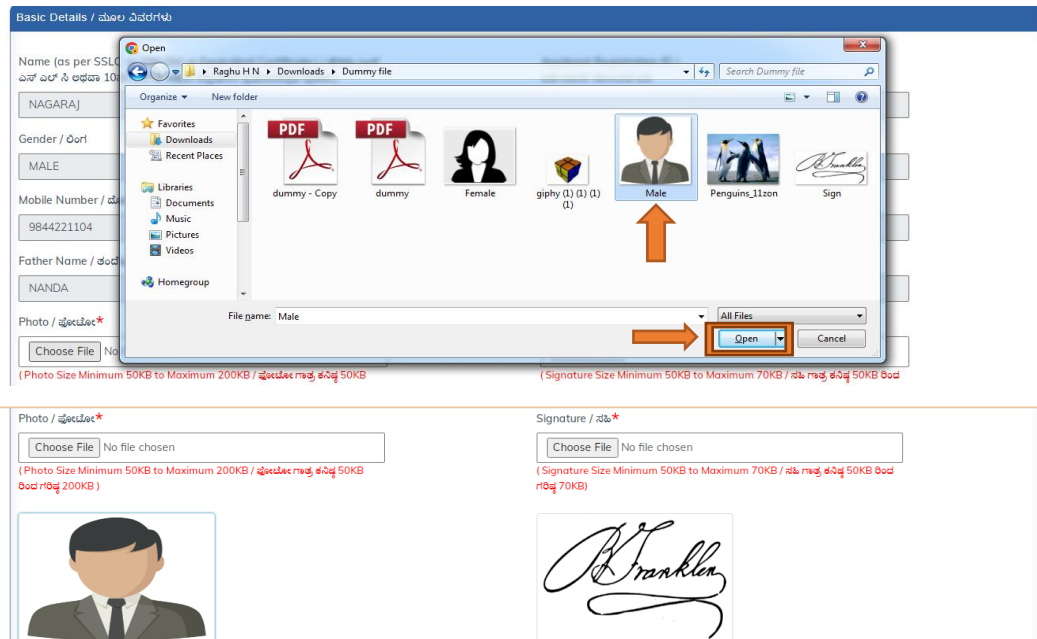 Basic Details / ಮೂಲ ವಿವರಗಳು
Open
Name (as per SSLC
ಎಸ್ ಎಲ್ ಸಿ ಅಥವಾ 10ನ
Raghu H N ▸ Downloads ▸ Dummy file
Search Dummy file
Organize
New folder
NAGARAJ
Gender / ಲಿಂಗ
MALE
Mobile Number /
9844221104
Father Name / ತಂದೆ
NANDA
Favorites
Downloads
Recent Places
Libraries
Documents
Music
Pictures
Videos
Homegroup
PDF
PDF
dummy - Copy
dummy
Female
giphy (1) (1) (1)
(1)
Male
Penguins_11zon
Sign
File name: Male
All Files
Open
Cancel
Photo / ಫೋಟೋ*
Choose File No
(Photo Size Minimum 50KB to Maximum 200KB / ಫೋಟೋ ಗಾತ್ರ ಕನಿಷ್ಠ 50KB
(Signature Size Minimum 50KB to Maximum 70KB / ಸಹಿ ಗಾತ್ರ ಕನಿಷ್ಠ 50KB ರಿಂದ
Photo / ಫೋಟೋ*
Signature / ಸಹಿ*
Choose File No file chosen
Choose File No file chosen
(Photo Size Minimum 50KB to Maximum 200KB / ಫೋಟೋ ಗಾತ್ರ ಕನಿಷ್ಠ 50KB
ರಿಂದ ಗರಿಷ್ಠ 200KB )
(Signature Size Minimum 50KB to Maximum 70KB / ಸಹಿ ಗಾತ್ರ ಕನಿಷ್ಠ 50KB ರಿಂದ
ಗರಿಷ್ಠ 70KB)
B Franklin